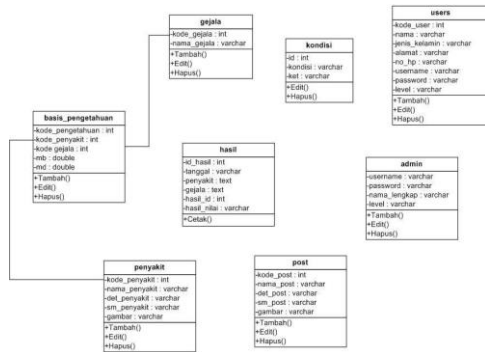 gejala
-kode_gejala : int
-nama_gejala : varchar
+Tambah()
+Edit()
+Hapus()
kondisi
-id : int
-kondisi : varchar
-ket : varchar
+Edit()
+Hapus()
users
-kode_user : int
-nama : varchar
-jenis_kelamin : varchar
-alamat : varchar
-no_hp : varchar
-username : varchar
-password : varchar
-level : varchar
+Tambah()
+Edit()
+Hapus()
basis_pengetahuan
-kode_pengetahuan : int
-kode_penyakit : int
-kode gejala : int
-mb : double
-md : double
+Tambah()
+Edit()
+Hapus()
hasil
-id_hasil : int
-tanggal : varchar
-penyakit : text
-gejala : text
-hasil_id : int
-hasil_nilai : varchar
+Cetak()
admin
-username : varchar
-password : varchar
-nama_lengkap : varchar
-level : varchar
+Tambah()
+Edit()
+Hapus()
penyakit
-kode_penyakit : int
-nama_penyakit : varchar
-det_penyakit : varchar
-sm_penyakit : varchar
-gambar : varchar
+Tambah()
+Edit()
+Hapus()
post
-kode_post : int
-nama_post : varchar
-det_post : varchar
-sm_post : varchar
-gambar : varchar
+Tambah()
+Edit()
+Hapus()